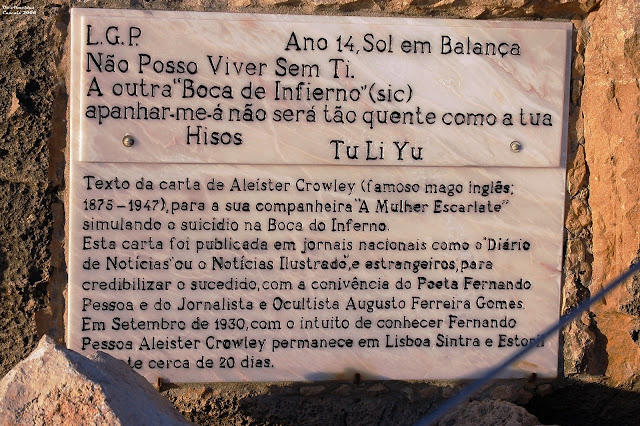 L.G.P. Ano 14, Sol em Balança
Não Posso Viver Sem Ti.
A outra "Boca de Infierno" (sic)
apanhar-me-á não será tão quente como a tua
Hisos
Tu Li Yu
Texto da carta de Aleister Crowley (famoso mago inglês;
1875-1947), para a sua companheira "A Mulher Escarlate"
simulando o suicídio na Boca do Inferno.
Esta carta foi publicada em jornais nacionais como o "Diário
de Notícias" ou o Notícias Ilustrado", e estrangeiros, para
credibilizar o sucedido, com a conivência do Poeta Fernando
Pessoa e do Jornalista e Ocultista Augusto Ferreira Gomes.
Em Setembro de 1930, com o intuito de conhecer Fernando
Pessoa Aleister Crowley permanece em Lisboa Sintra e Estoril
cerca de 20 dias.